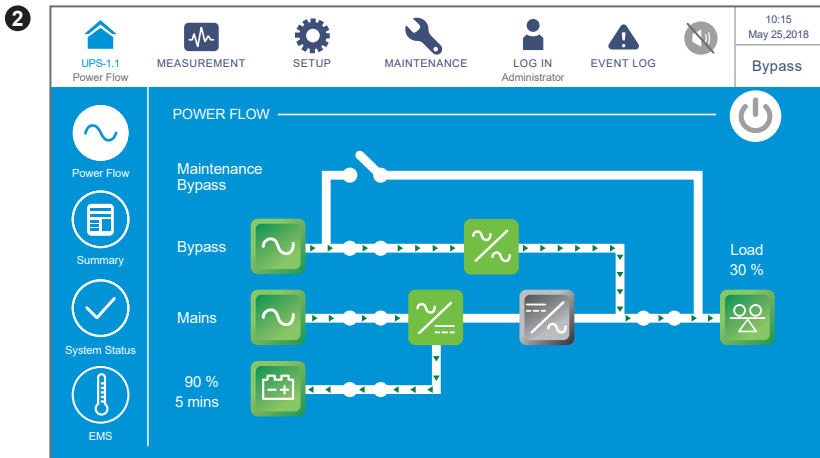 2
UPS-1.1
Power Flow
MEASUREMENT
SETUP
MAINTENANCE
LOG IN
Administrator
EVENT LOG
10:15
May 25,2018
Bypass
POWER FLOW
Power Flow
Summary
System Status
EMS
Maintenance
Bypass
Bypass
Mains
90 %
5 mins
Load
30 %